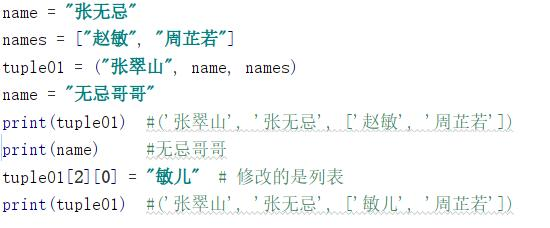 name = "张无忌"
names = ["赵敏", "周芷若"]
tuple01 = ("张翠山", name, names)
name = "无忌哥哥"
print(tuple01)  #('张翠山', '张无忌', ['赵敏', '周芷若'])
print(name)     #无忌哥哥
tuple01[2][0] = "敏儿"  # 修改的是列表
print(tuple01)  #('张翠山', '张无忌', ['敏儿', '周芷若'])